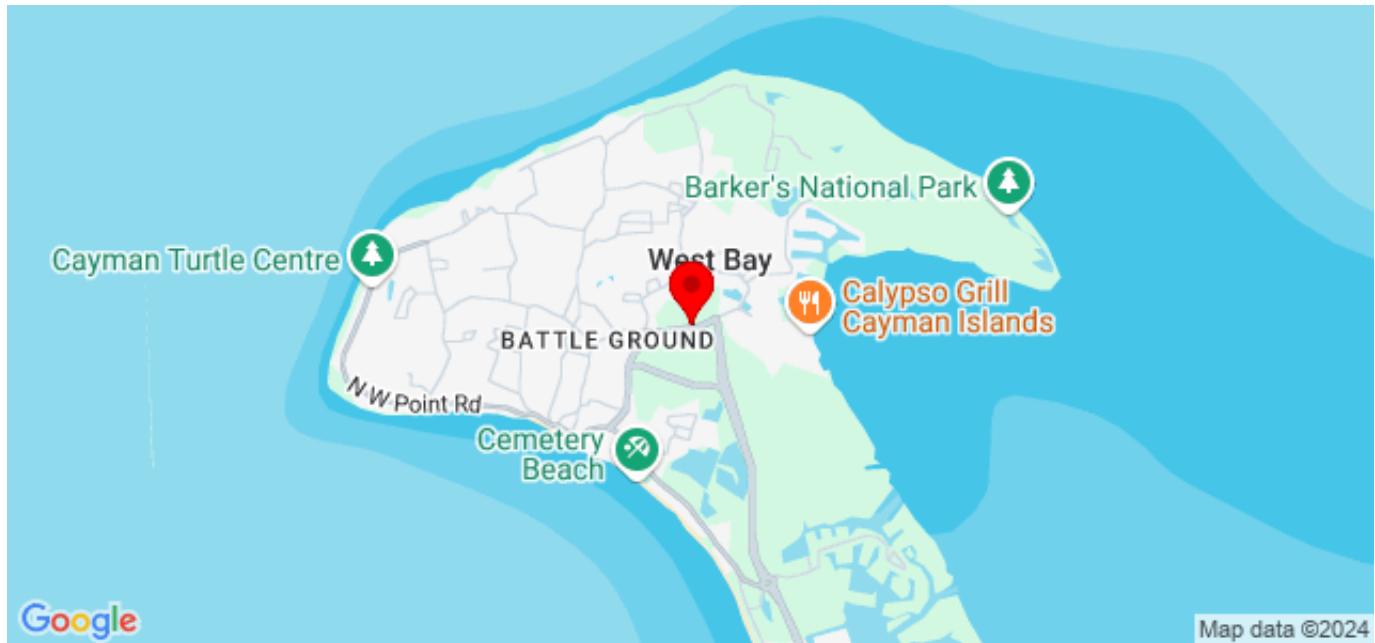 Barker's National Park
Cayman Turtle Centre
West Bay
Calypso Grill
Cayman Islands
BATTLE GROUND
N W Point Rd
Cemetery
Beach
Google
Map data ©2024